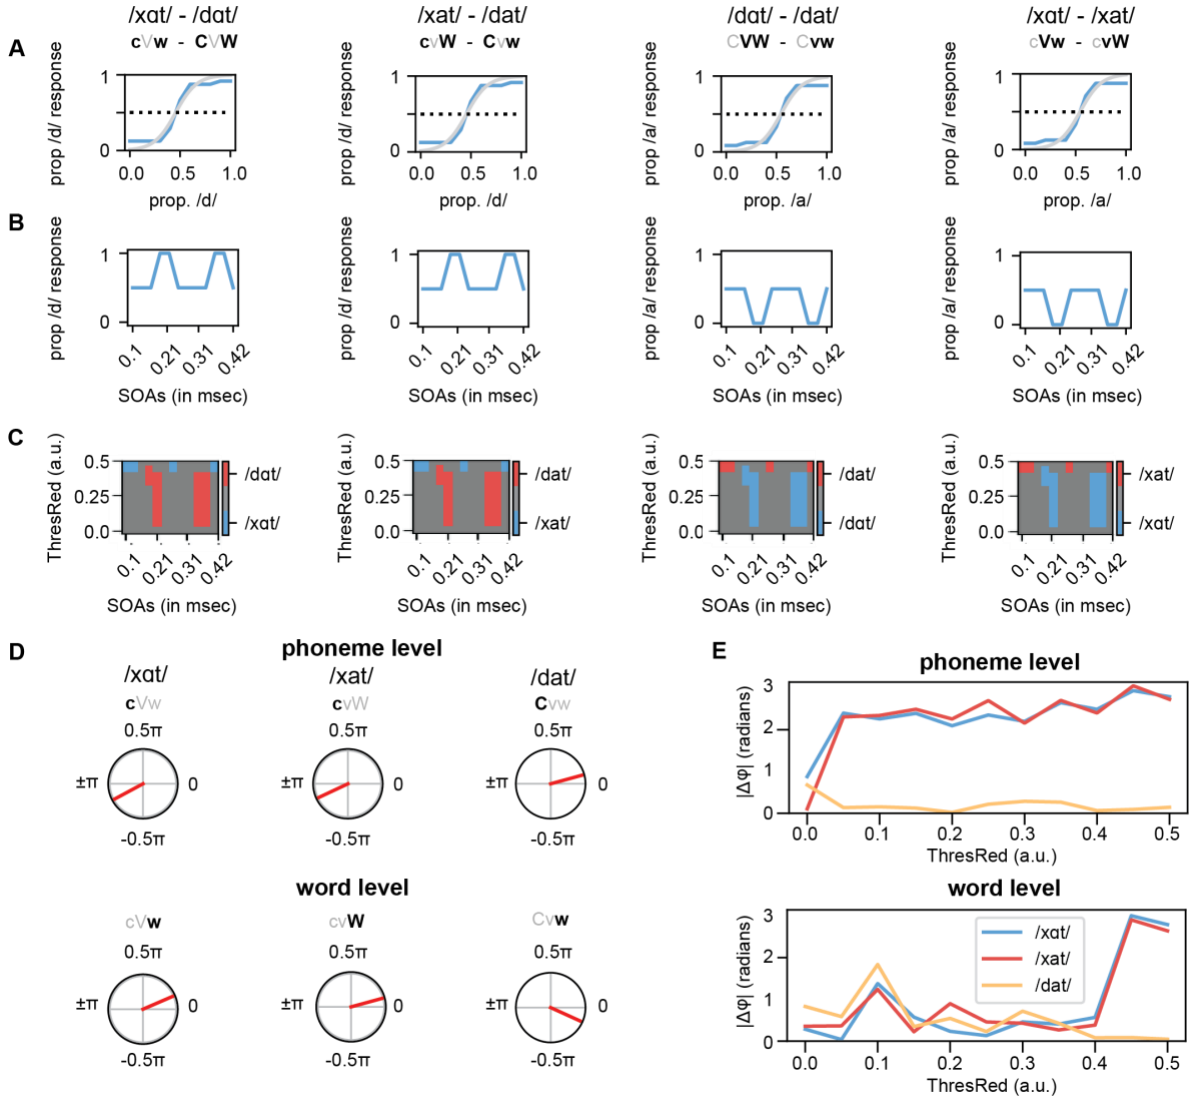 /xɑt/ - /dɑt/ /xat/ - /dat/ /dɑt/ - /dat/ /xɑt/ - /xat/
cVw - CVW cvW - Cvw CVW - Cvw cVw - cvW
A
prop /d/ response prop /d/ response prop /a/ response prop /a/ response
1 1 1 1
0 0 0 0
0.0 0.5 1.0 0.0 0.5 1.0 0.0 0.5 1.0 0.0 0.5 1.0
prop. /d/ prop. /d/ prop. /a/ prop. /a/
B
prop /d/ response prop /d/ response prop /a/ response prop /a/ response
1 1 1 1
0 0 0 0
0.1 0.21 0.31 0.42 0.1 0.21 0.31 0.42 0.1 0.21 0.31 0.42 0.1 0.21 0.31 0.42
SOAs (in msec) SOAs (in msec) SOAs (in msec) SOAs (in msec)
C
ThresRed (a.u.) ThresRed (a.u.) ThresRed (a.u.) ThresRed (a.u.)
0.5 /dɑt/ 0.5 /dat/ 0.5 /dat/ 0.5 /xat/
0.25 0.25 0.25 0.25
0.0 /xɑt/ 0.0 /xat/ 0.0 /dɑt/ 0.0 /xɑt/
0.1 0.21 0.31 0.42 0.1 0.21 0.31 0.42 0.1 0.21 0.31 0.42 0.1 0.21 0.31 0.42
SOAs (in msec) SOAs (in msec) SOAs (in msec) SOAs (in msec)
D
phoneme level
/xɑt/ /xat/ /dat/
cVw cvW Cvw
0.5π 0.5π 0.5π
±π 0 ±π 0 ±π 0
-0.5π -0.5π -0.5π
word level
cVw cvW Cvw
0.5π 0.5π 0.5π
±π 0 ±π 0 ±π 0
-0.5π -0.5π -0.5π
E
phoneme level
|Δφ| (radians)
3
2
1
0
0.0 0.1 0.2 0.3 0.4 0.5
ThresRed (a.u.)
word level
|Δφ| (radians)
3
2
1
0
/xɑt/
/xat/
/dat/
0.0 0.1 0.2 0.3 0.4 0.5
ThresRed (a.u.)